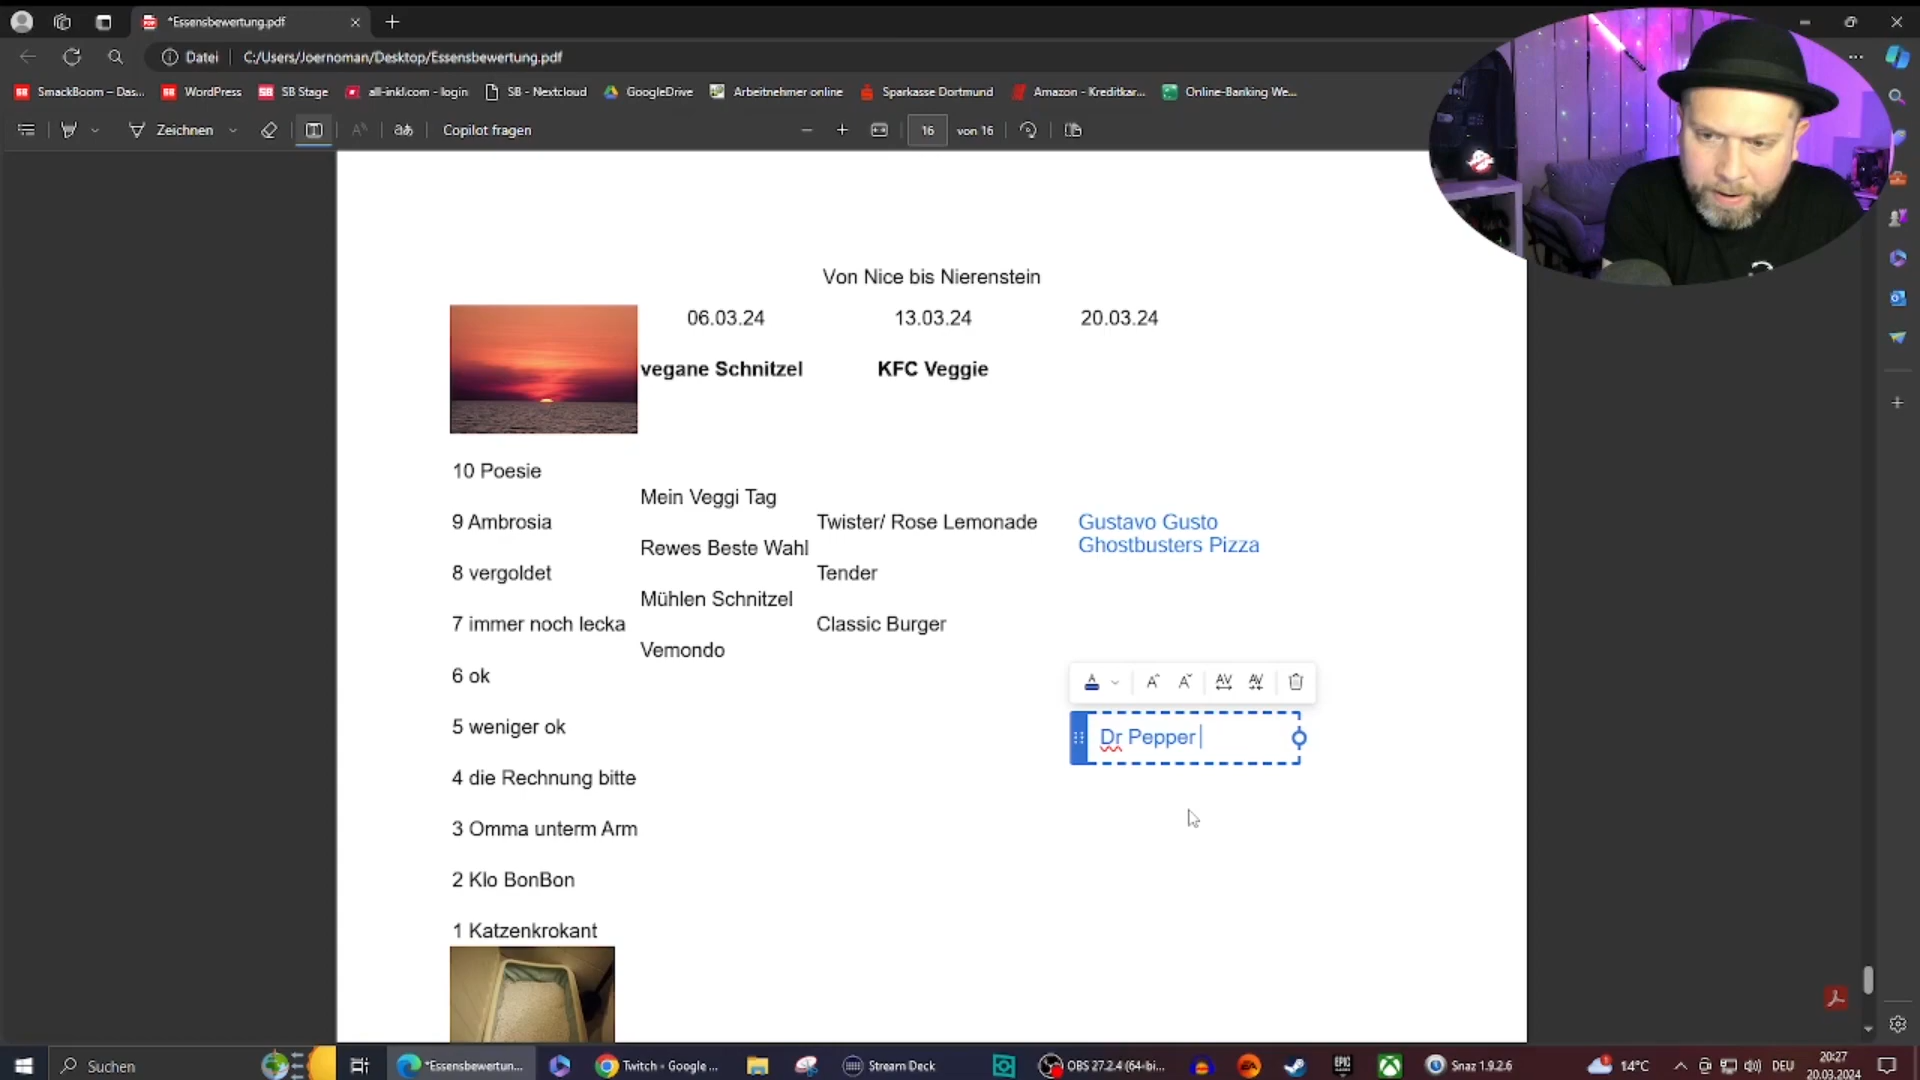 *Essensbewertung.pdf
Datei
C:/Users/Joernoman/Desktop/Essensbewertung.pdf
SmackBoom – Das...
WordPress
SB Stage
all-inkl.com - login
SB - Nextcloud
GoogleDrive
Arbeitnehmer online
Sparkasse Dortmund
Amazon - Kreditkar...
Online-Banking We...
Zeichnen
aあ
Copilot fragen
16 von 16
Von Nice bis Nierenstein
06.03.24 13.03.24 20.03.24
vegane Schnitzel KFC Veggie
10 Poesie
Mein Veggi Tag
9 Ambrosia Twister/ Rose Lemonade Gustavo Gusto
Ghostbusters Pizza
Rewes Beste Wahl
8 vergoldet Tender
Mühlen Schnitzel
7 immer noch lecka Classic Burger
Vemondo
6 ok
5 weniger ok
Dr Pepper
4 die Rechnung bitte
3 Omma unterm Arm
2 Klo BonBon
1 Katzenkrokant
Suchen
*Essensbewertun...
Twitch - Google ...
Stream Deck
OBS 27.2.4 (64-bi...
Snaz 1.9.2.6
14°C
DEU
20:27
20.03.2024